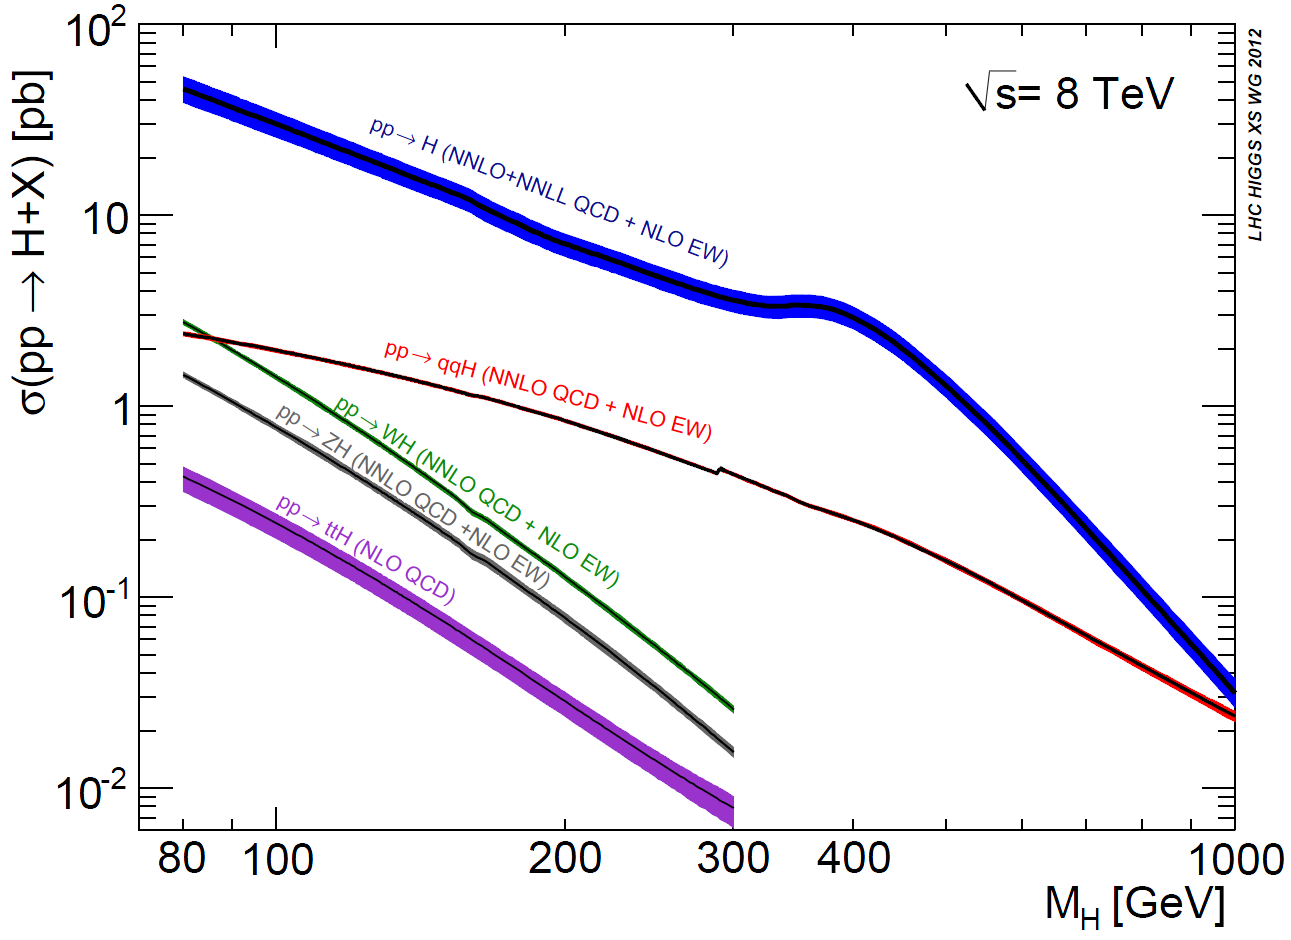 σ(pp → H+X) [pb]
10²
10
1
10⁻¹
10⁻²
√s= 8 TeV
LHC HIGGS XS WG 2012
pp→ H (NNLO+NNLL QCD + NLO EW)
pp→ qqH (NNLO QCD + NLO EW)
pp→ WH (NNLO QCD + NLO EW)
pp→ ZH (NNLO QCD +NLO EW)
pp→ ttH (NLO QCD)
80 100 200 300 400 1000
M_H [GeV]